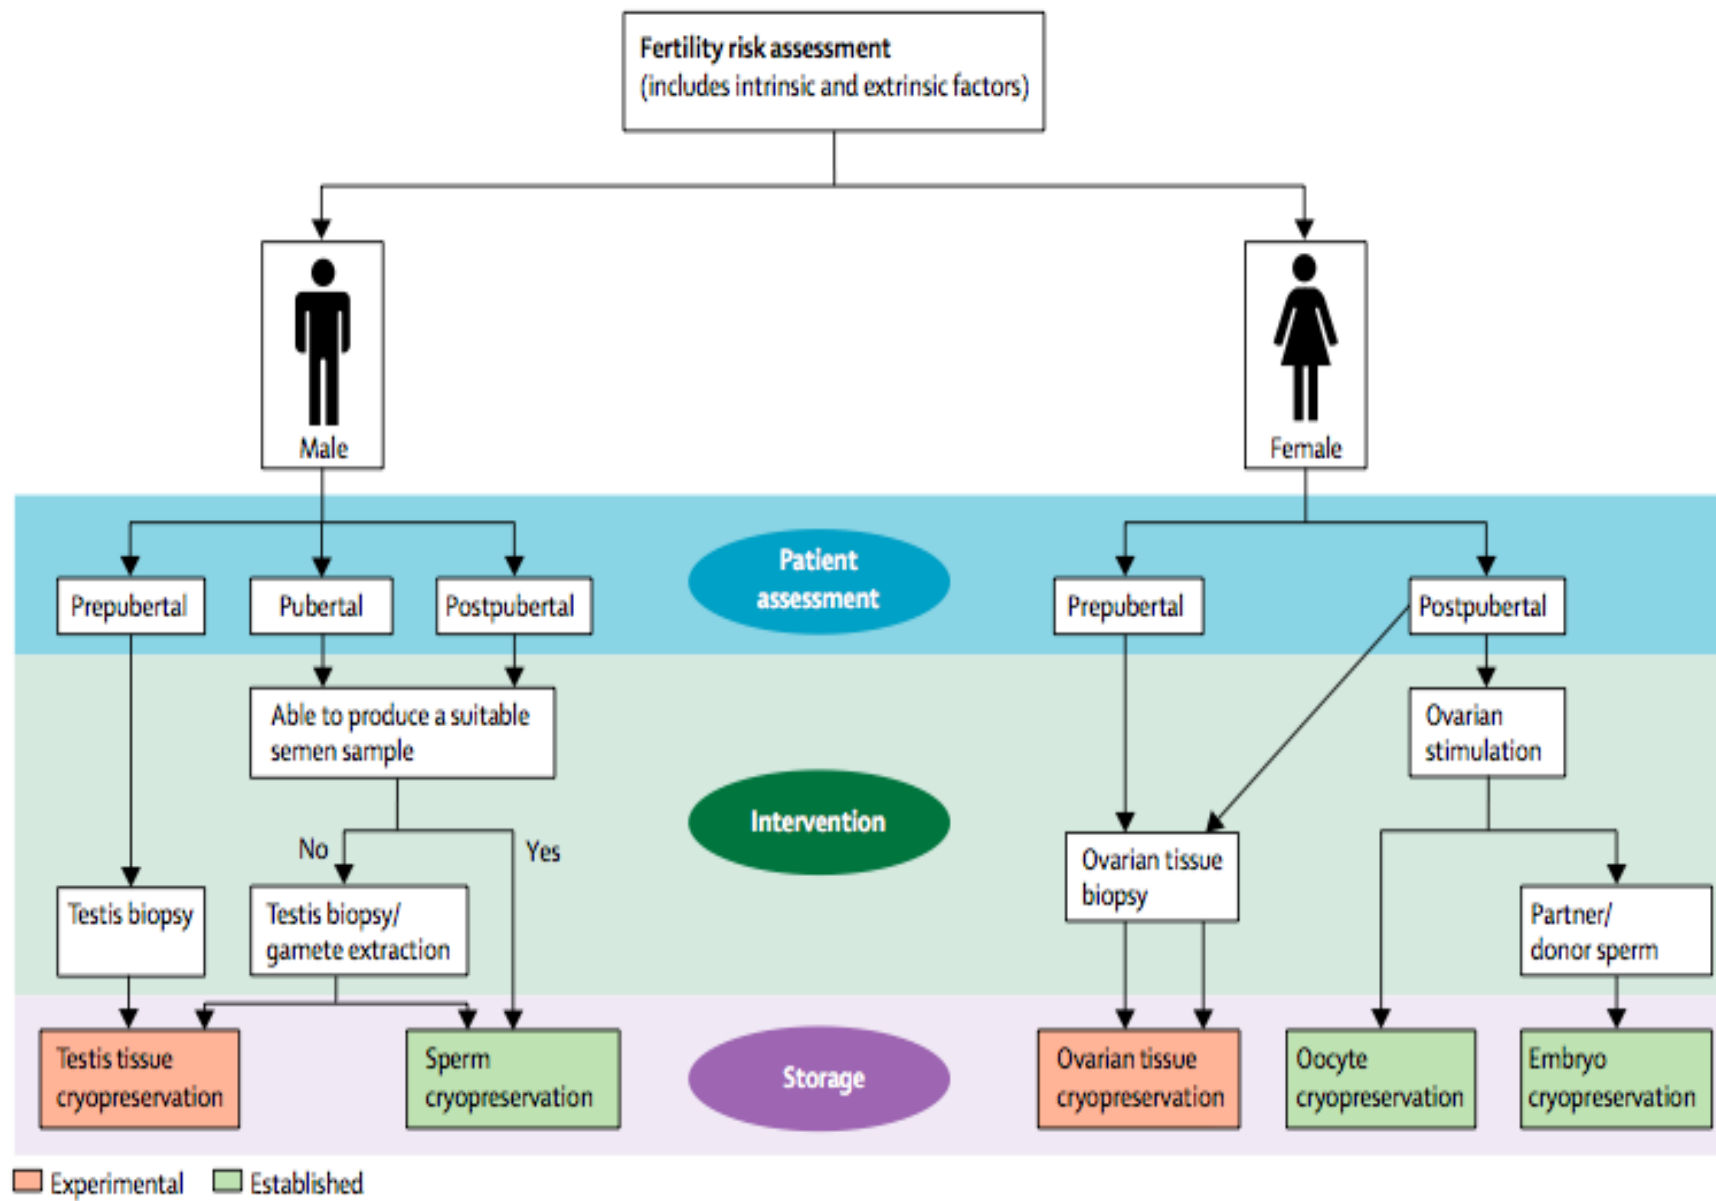 Fertility risk assessment
(includes intrinsic and extrinsic factors)
Male
Female
Patient
assessment
Prepubertal
Pubertal
Postpubertal
Prepubertal
Postpubertal
Able to produce a suitable
semen sample
Ovarian
stimulation
Intervention
No
Yes
Ovarian tissue
biopsy
Testis biopsy
Testis biopsy/
gamete extraction
Partner/
donor sperm
Testis tissue
cryopreservation
Sperm
cryopreservation
Storage
Ovarian tissue
cryopreservation
Oocyte
cryopreservation
Embryo
cryopreservation
Experimental
Established